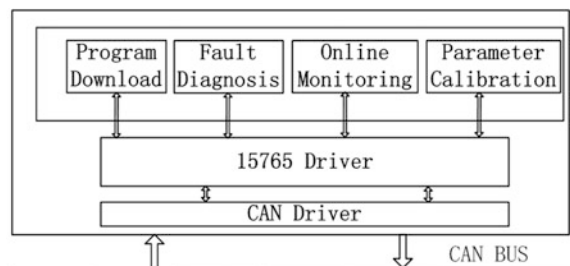 Program Download
Fault Diagnosis
Online Monitoring
Parameter Calibration
15765 Driver
CAN Driver
CAN BUS